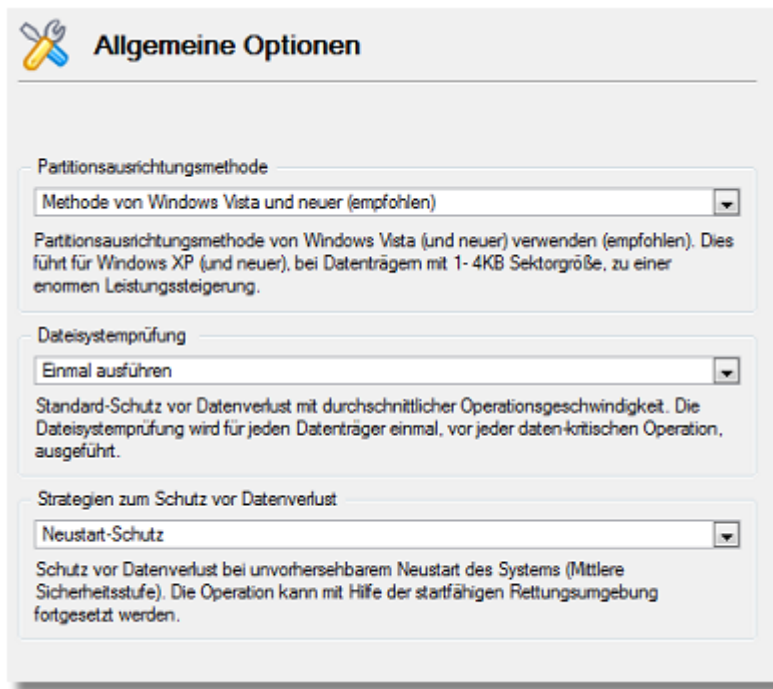 Allgemeine Optionen
Partitionsausrichtungsmethode
Methode von Windows Vista und neuer (empfohlen)
Partitionsausrichtungsmethode von Windows Vista (und neuer) verwenden (empfohlen). Dies
führt für Windows XP (und neuer), bei Datenträgern mit 1- 4KB Sektorgröße, zu einer
enormen Leistungssteigerung.
Dateisystemprüfung
Einmal ausführen
Standard-Schutz vor Datenverlust mit durchschnittlicher Operationsgeschwindigkeit. Die
Dateisystemprüfung wird für jeden Datenträger einmal, vor jeder daten-kritischen Operation,
ausgeführt.
Strategien zum Schutz vor Datenverlust
Neustart-Schutz
Schutz vor Datenverlust bei unvorhersehbarem Neustart des Systems (Mittlere
Sicherheitsstufe). Die Operation kann mit Hilfe der startfähigen Rettungsumgebung
fortgesetzt werden.